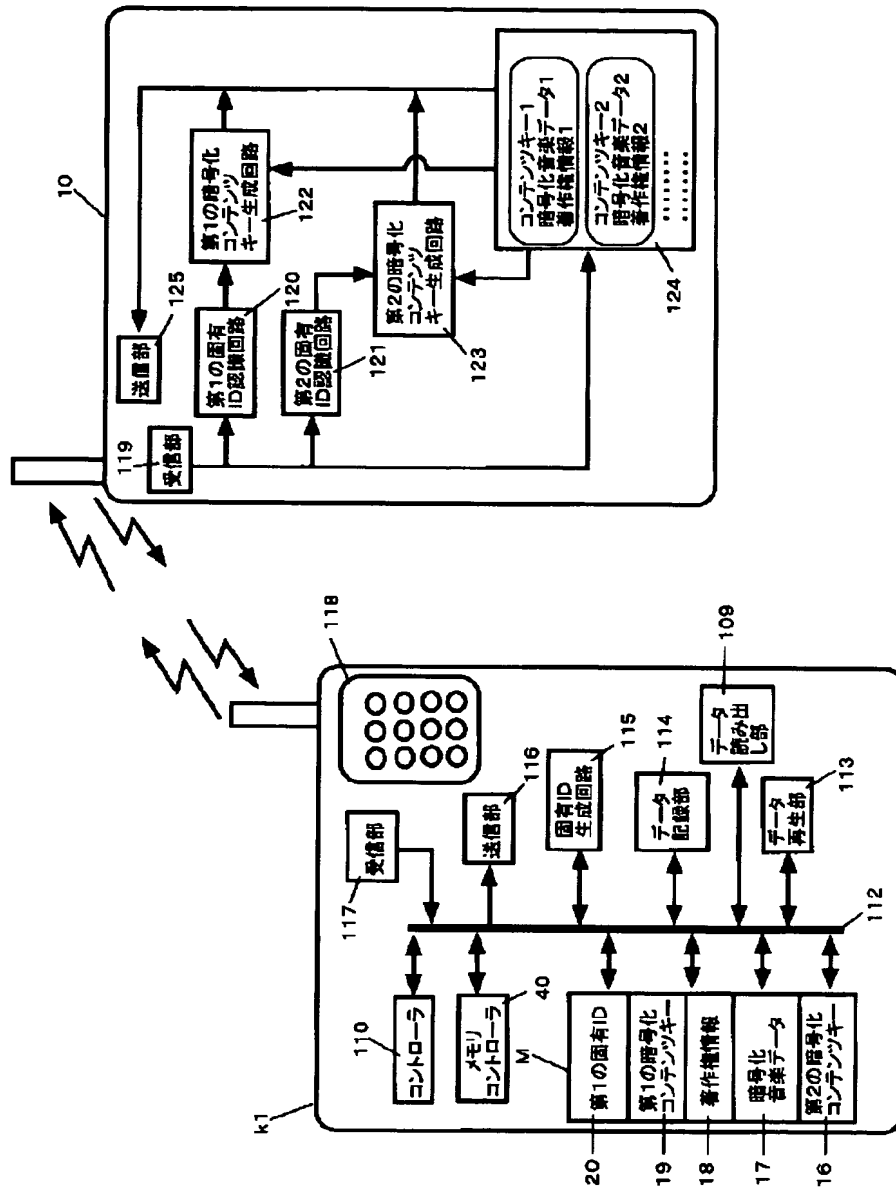 10
125
送信部
119
受信部
第1の固有
ID認識回路
120
第1の暗号化
コンテンツ
キー生成回路
122
第2の固有
ID認識回路
121
第2の暗号化
コンテンツ
キー生成回路
123
コンテンツキー1
暗号化音楽データ1
著作権情報1
コンテンツキー2
暗号化音楽データ2
著作権情報2
........
........
124
k1
118
117
受信部
送信部
116
固有ID
生成回路
115
データ
記録部
114
データ
読み出
し部
109
データ
再生部
113
112
110
コントローラ
メモリ
コントローラ
40
M
第1の固有ID
20
第1の暗号化
コンテンツキー
19
著作権情報
18
暗号化
音楽データ
17
第2の暗号化
コンテンツキー
16